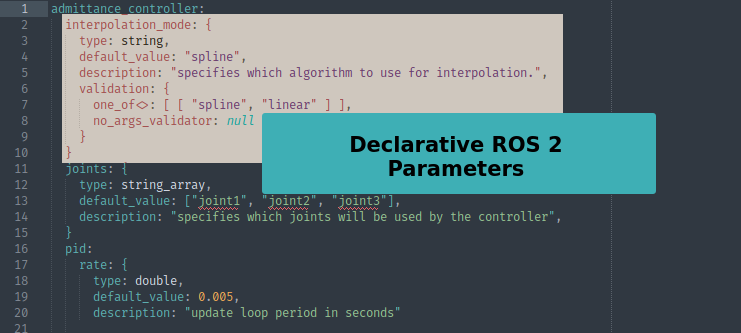 1 admittance_controller:
2 interpolation_mode: {
3 type: string,
4 default_value: "spline",
5 description: "specifies which algorithm to use for interpolation.",
6 validation: {
7 one_of<>: [ [ "spline", "linear" ] ],
8 no_args_validator: null
9 }
10 }
Declarative ROS 2
Parameters
11 joints: {
12 type: string_array,
13 default_value: ["joint1", "joint2", "joint3"],
14 description: "specifies which joints will be used by the controller",
15 }
16 pid:
17 rate: {
18 type: double,
19 default_value: 0.005,
20 description: "update loop period in seconds"
21